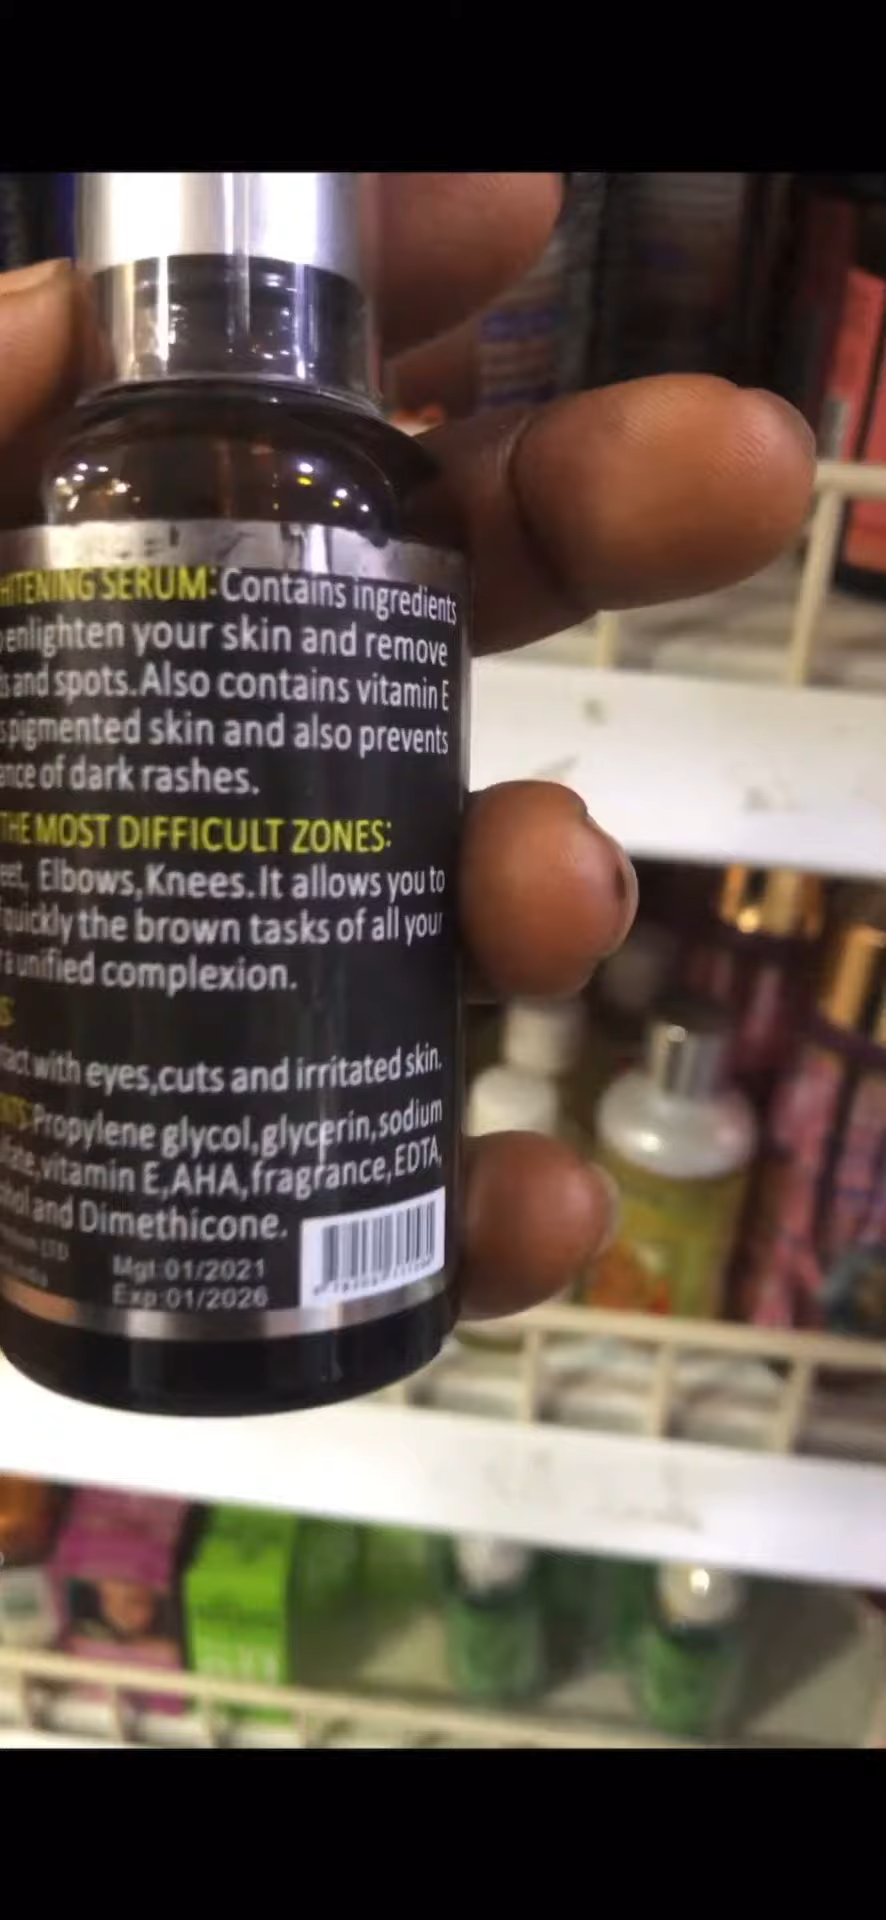 HITENING SERUM: Contains ingredients
enlighten your skin and remove
and spots. Also contains vitamin E
pigmented skin and also prevents
of dark rashes.
THE MOST DIFFICULT ZONES:
Elbows,Knees. It allows you to
quickly the brown tasks of all your
a unified complexion.
with eyes,cuts and irritated skin.
Propylene glycol,glycerin,sodium
vitamin E,AHA,fragrance,EDTA,
and Dimethicone.
LTD
Mgt:01/2021
Exp:01/2026